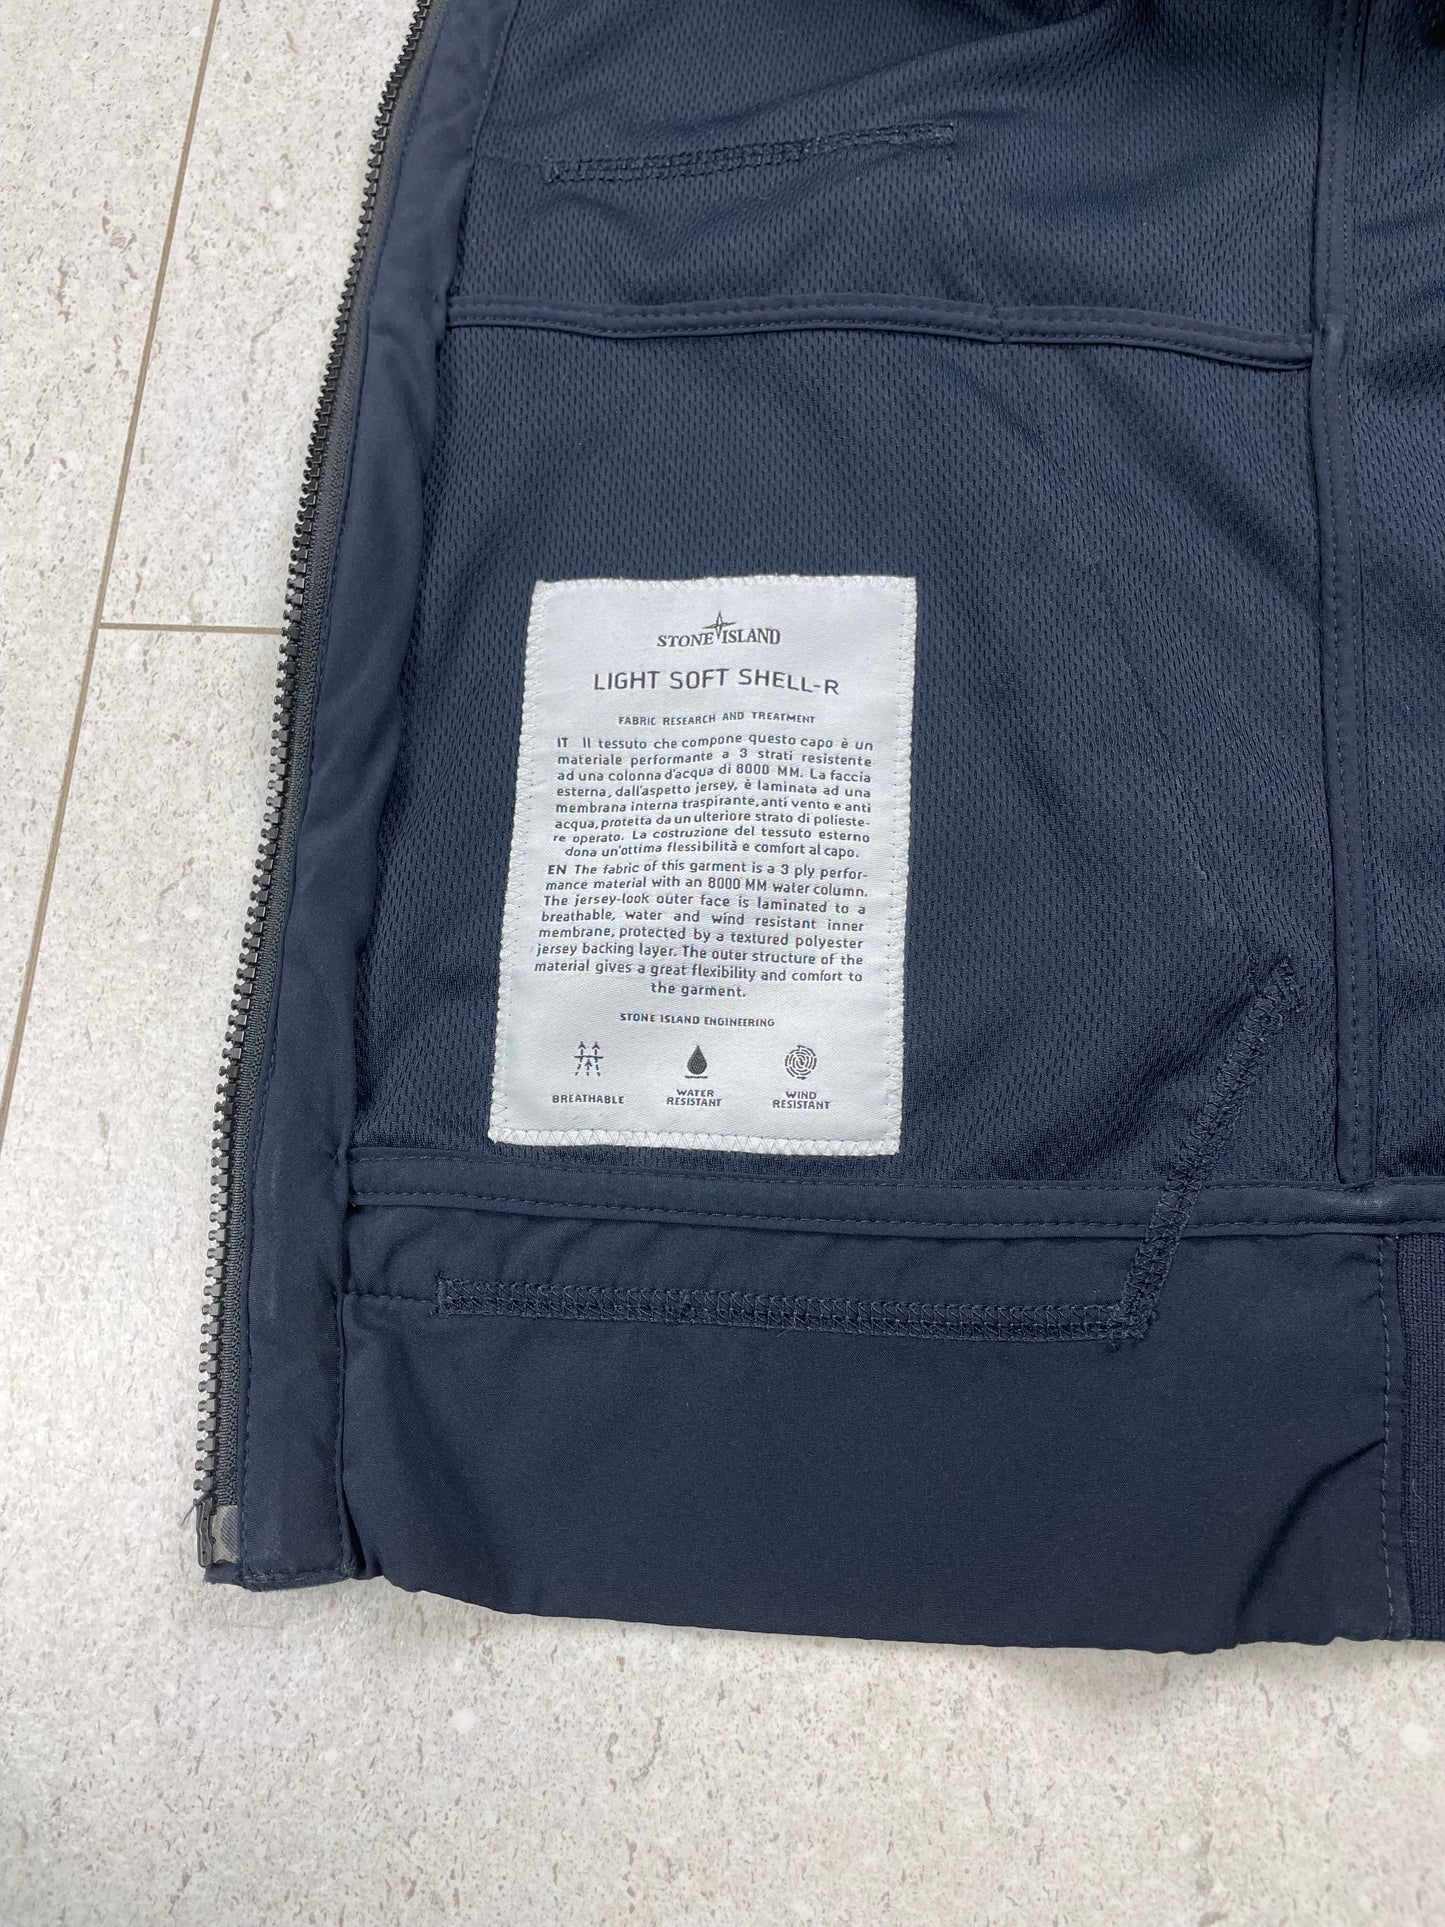 STONE ISLAND
LIGHT SOFT SHELL-R
FABRIC RESEARCH AND TREATMENT
IT Il tessuto che compone questo capo è un
materiale performante a 3 strati resistente
ad una colonna d'acqua di 8000 MM. La faccia
esterna, dall'aspetto jersey, è laminata ad una
membrana interna traspirante, anti vento e anti
acqua, protetta da un ulteriore strato di polieste-
re operato. La costruzione del tessuto esterno
dona un'ottima flessibilità e comfort al capo.
EN The fabric of this garment is a 3 ply perfor-
mance material with an 8000 MM water column.
The jersey-look outer face is laminated to a
breathable, water and wind resistant inner
membrane, protected by a textured polyester
jersey backing layer. The outer structure of the
material gives a great flexibility and comfort to
the garment.
STONE ISLAND ENGINEERING
BREATHABLE
WATER
RESISTANT
WIND
RESISTANT